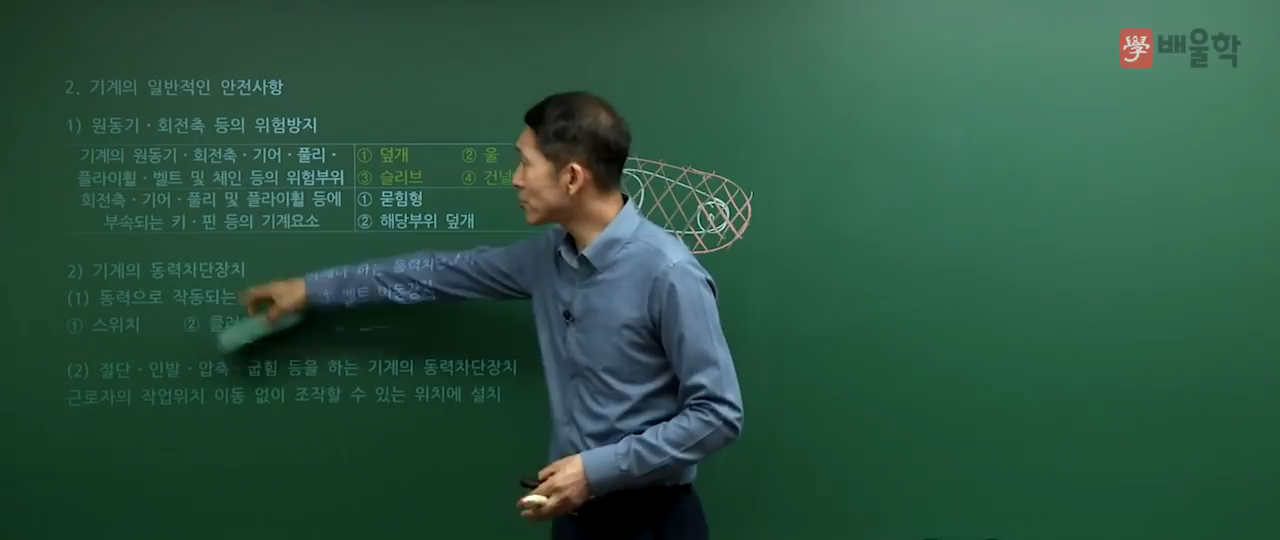 學 배울학
2. 기계의 일반적인 안전사항
1) 원동기·회전축 등의 위험방지
기계의 원동기·회전축·기어·풀리· ① 덮개 ② 울
플라이휠·벨트 및 체인 등의 위험부위 ③ 슬리브 ④ 건널
회전축·기어·풀리 및 플라이휠 등에 ① 묻힘형
부속되는 키·핀 등의 기계요소 ② 해당부위 덮개
2) 기계의 동력차단장치
(1) 동력으로 작동되는
① 스위치 ② 클러
(2) 절단·인발·압축·굽힘 등을 하는 기계의 동력차단장치
근로자의 작업위치 이동 없이 조작할 수 있는 위치에 설치